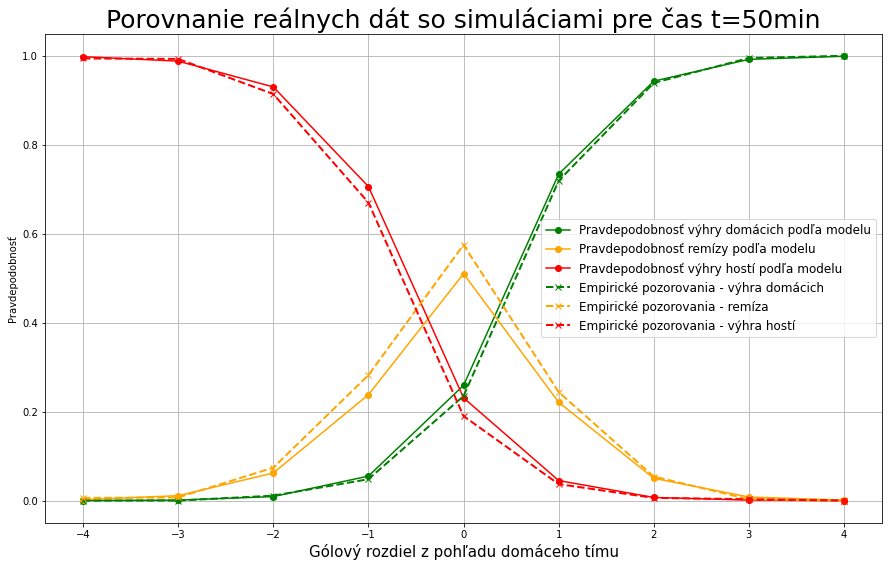 Porovnanie reálnych dát so simuláciami pre čas t=50min
1.0
0.8
0.6
0.4
0.2
0.0
Pravdepodobnosť
Pravdepodobnosť výhry domácich podľa modelu
Pravdepodobnosť remízy podľa modelu
Pravdepodobnosť výhry hostí podľa modelu
Empirické pozorovania - výhra domácich
Empirické pozorovania - remíza
Empirické pozorovania - výhra hostí
−4 −3 −2 −1 0 1 2 3 4
Gólový rozdiel z pohľadu domáceho tímu